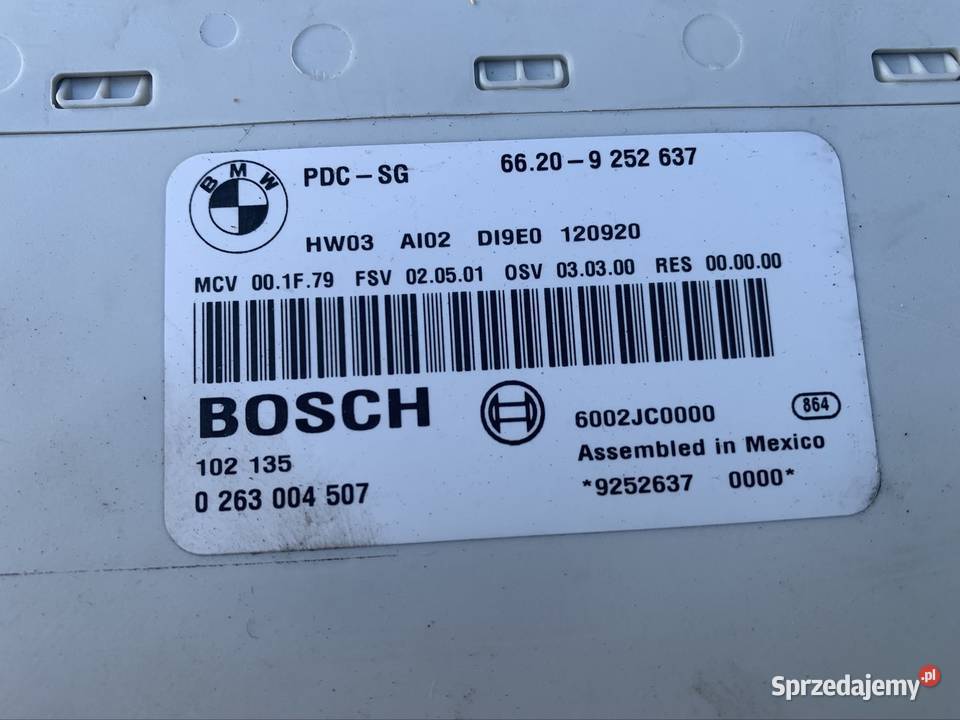 BMW
PDC-SG 66.20-9 252 637
HW03 AI02 DI9E0 120920
MCV 00.1F.79 FSV 02.05.01 OSV 03.03.00 RES 00.00.00
BOSCH
6002JC0000 864
Assembled in Mexico
102 135
*9252637 0000*
0 263 004 507
Sprzedajemy.pl